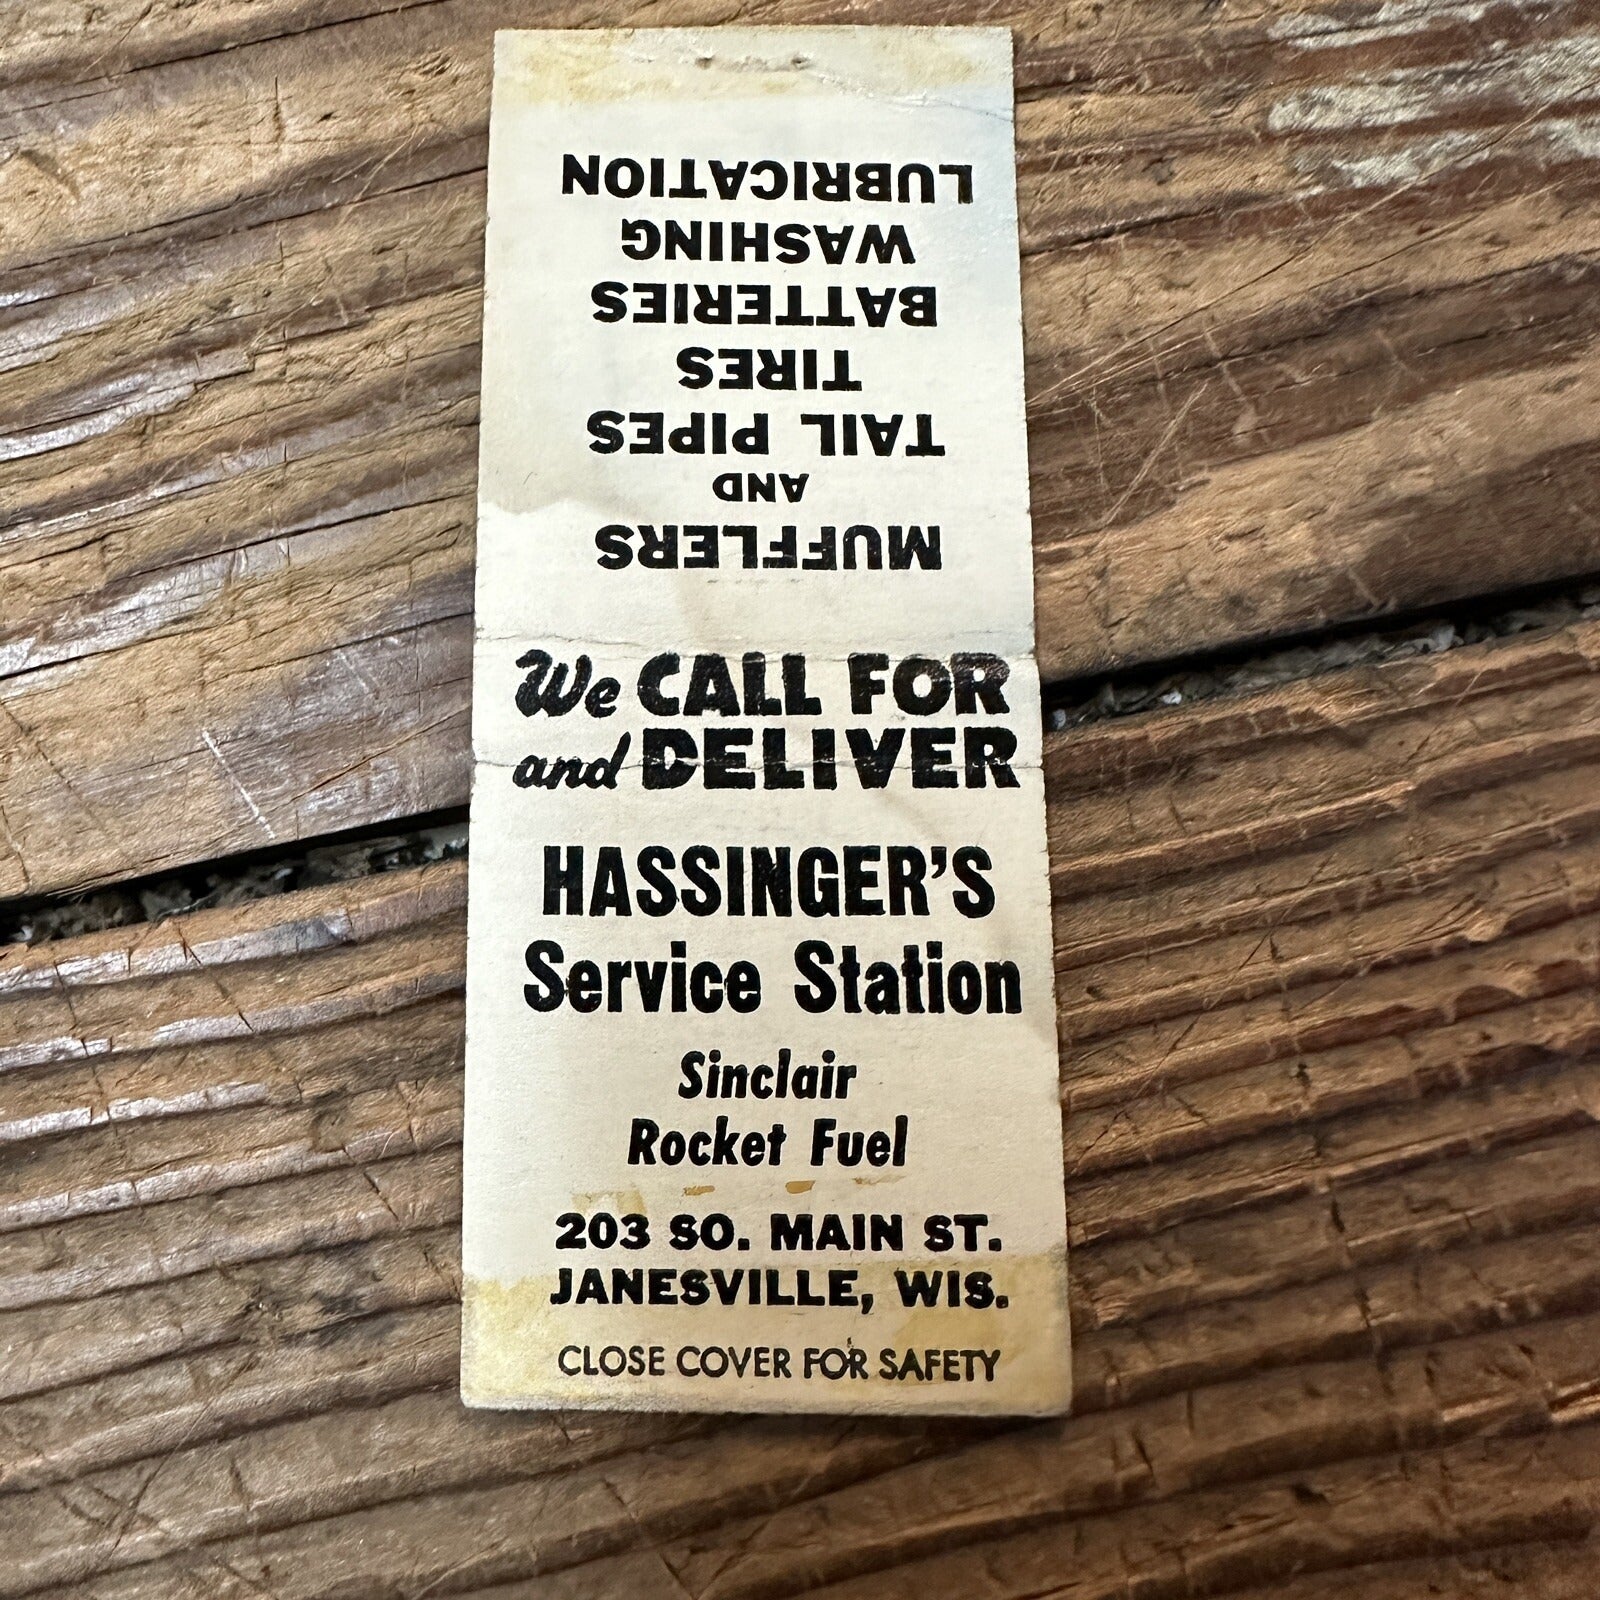 We CALL FOR
and DELIVER
HASSINGER'S
Service Station
Sinclair
Rocket Fuel
203 SO. MAIN ST.
JANESVILLE, WIS.
CLOSE COVER FOR SAFETY
MUFFLERS
AND
TAIL PIPES
TIRES
BATTERIES
WASHING
LUBRICATION